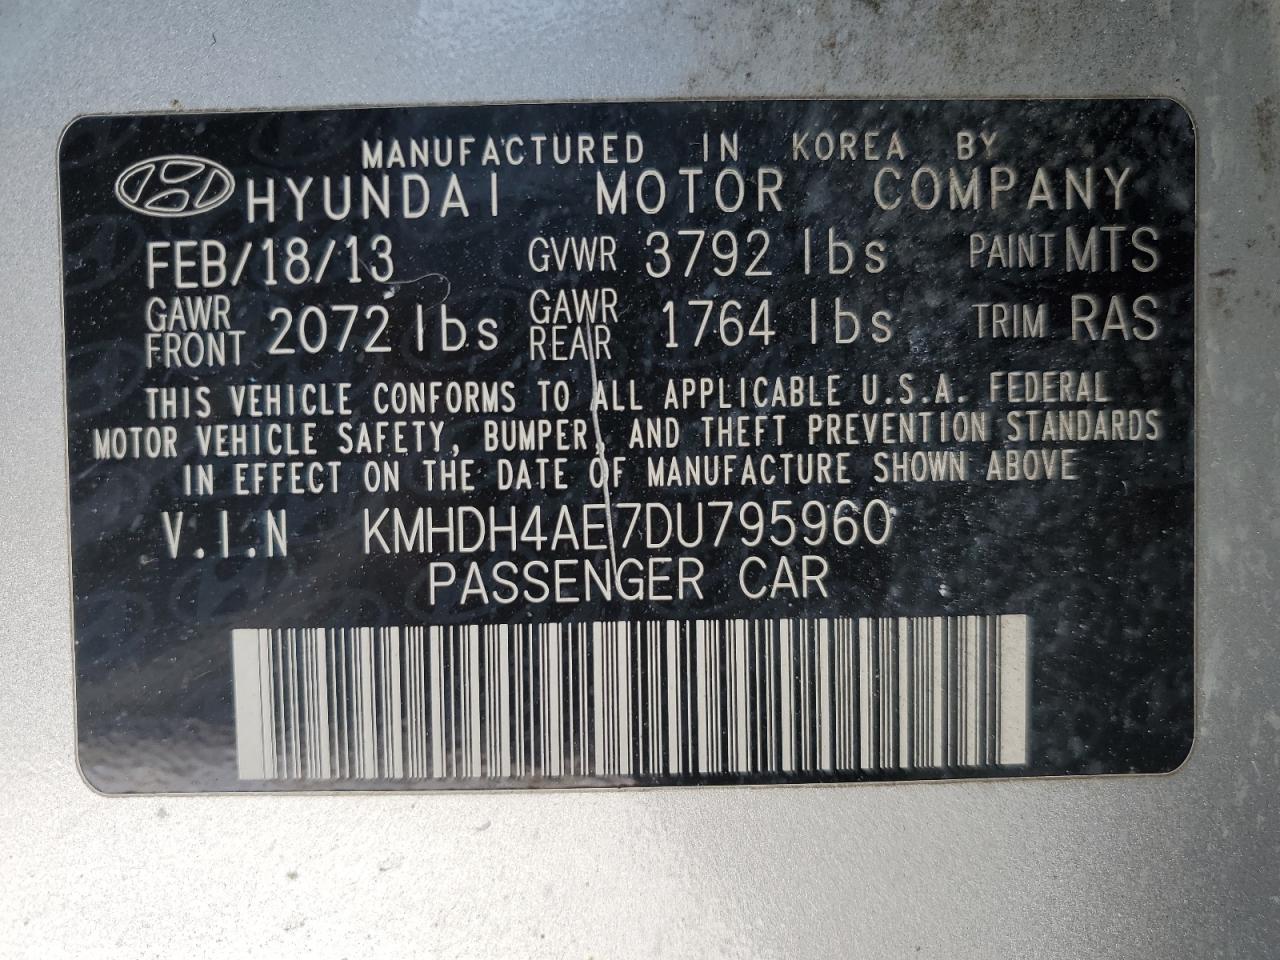 MANUFACTURED IN KOREA BY
HYUNDAI MOTOR COMPANY
FEB/18/13 GVWR 3792 lbs PAINT MTS
GAWR FRONT 2072 lbs GAWR REAR 1764 lbs TRIM RAS
THIS VEHICLE CONFORMS TO ALL APPLICABLE U.S.A. FEDERAL
MOTOR VEHICLE SAFETY, BUMPER, AND THEFT PREVENTION STANDARDS
IN EFFECT ON THE DATE OF MANUFACTURE SHOWN ABOVE
V.I.N KMHDH4AE7DU795960
PASSENGER CAR